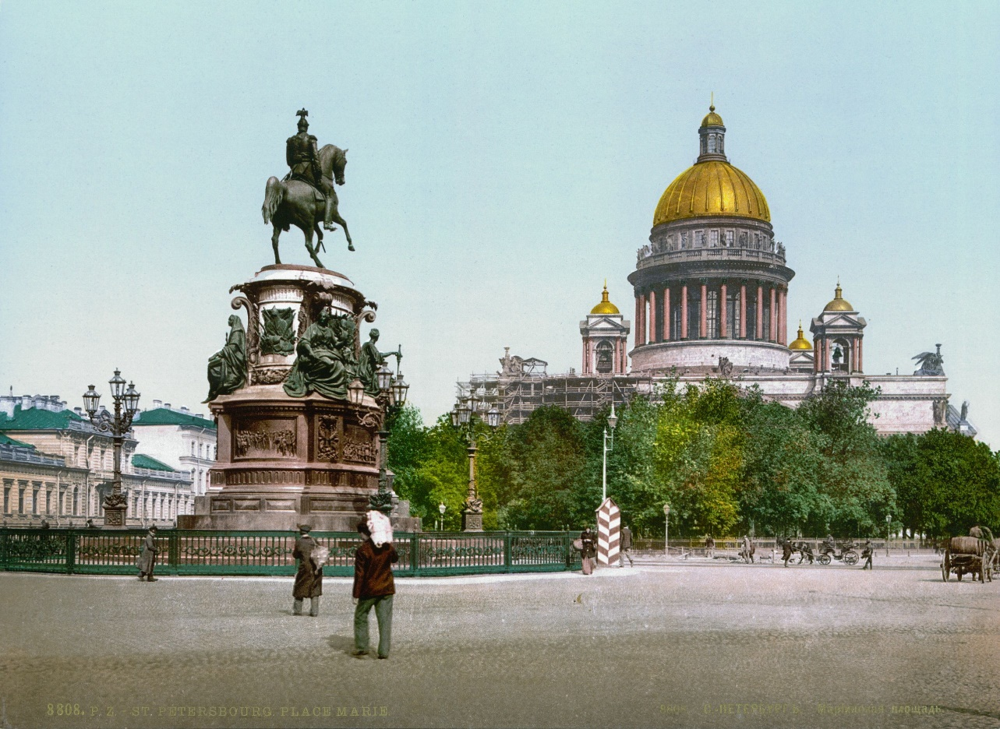 8808. P. Z. - ST. PETERSBOURG. PLACE MARIE.
8808. С.-ПЕТЕРБУРГЪ. Маріинская площадь.